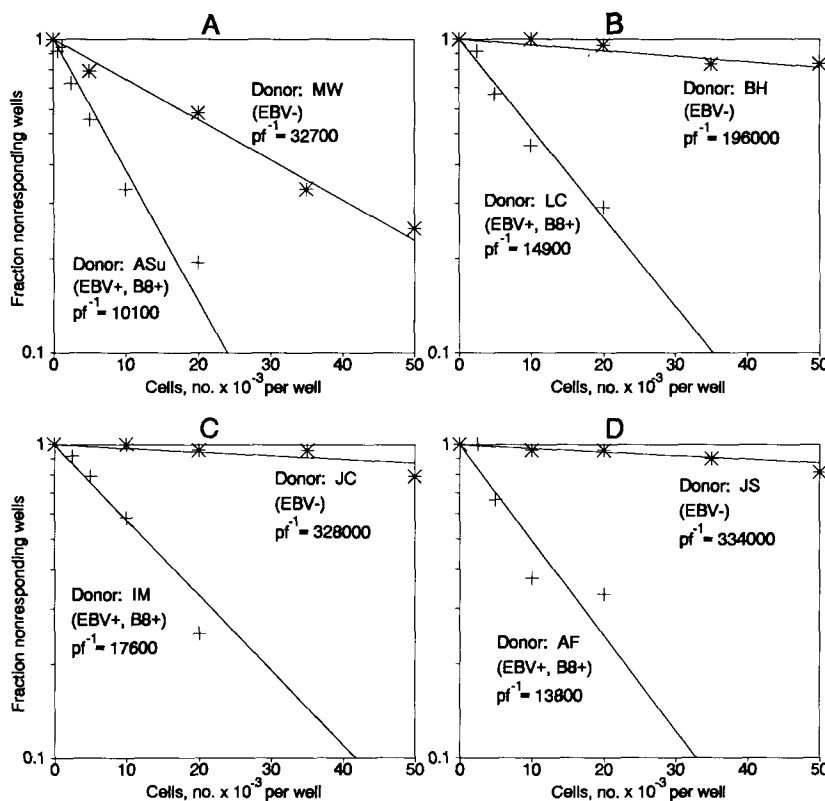 A
Fraction nonresponding wells
1
0.1
Donor: MW
(EBV-)
pf⁻¹ = 32700
Donor: ASu
(EBV+, B8+)
pf⁻¹ = 10100
0 10 20 30 40 50
Cells, no. x 10⁻³ per well
B
1
0.1
Donor: BH
(EBV-)
pf⁻¹ = 196000
Donor: LC
(EBV+, B8+)
pf⁻¹ = 14900
0 10 20 30 40 50
Cells, no. x 10⁻³ per well
C
Fraction nonresponding wells
1
0.1
Donor: JC
(EBV-)
pf⁻¹ = 328000
Donor: IM
(EBV+, B8+)
pf⁻¹ = 17600
0 10 20 30 40 50
Cells, no. x 10⁻³ per well
D
1
0.1
Donor: JS
(EBV-)
pf⁻¹ = 334000
Donor: AF
(EBV+, B8+)
pf⁻¹ = 13800
0 10 20 30 40 50
Cells, no. x 10⁻³ per well